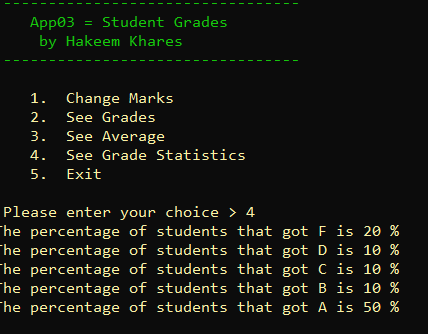 ---------------------------------
App03 = Student Grades
by Hakeem Khares
---------------------------------
1. Change Marks
2. See Grades
3. See Average
4. See Grade Statistics
5. Exit
Please enter your choice > 4
The percentage of students that got F is 20 %
The percentage of students that got D is 10 %
The percentage of students that got C is 10 %
The percentage of students that got B is 10 %
The percentage of students that got A is 50 %